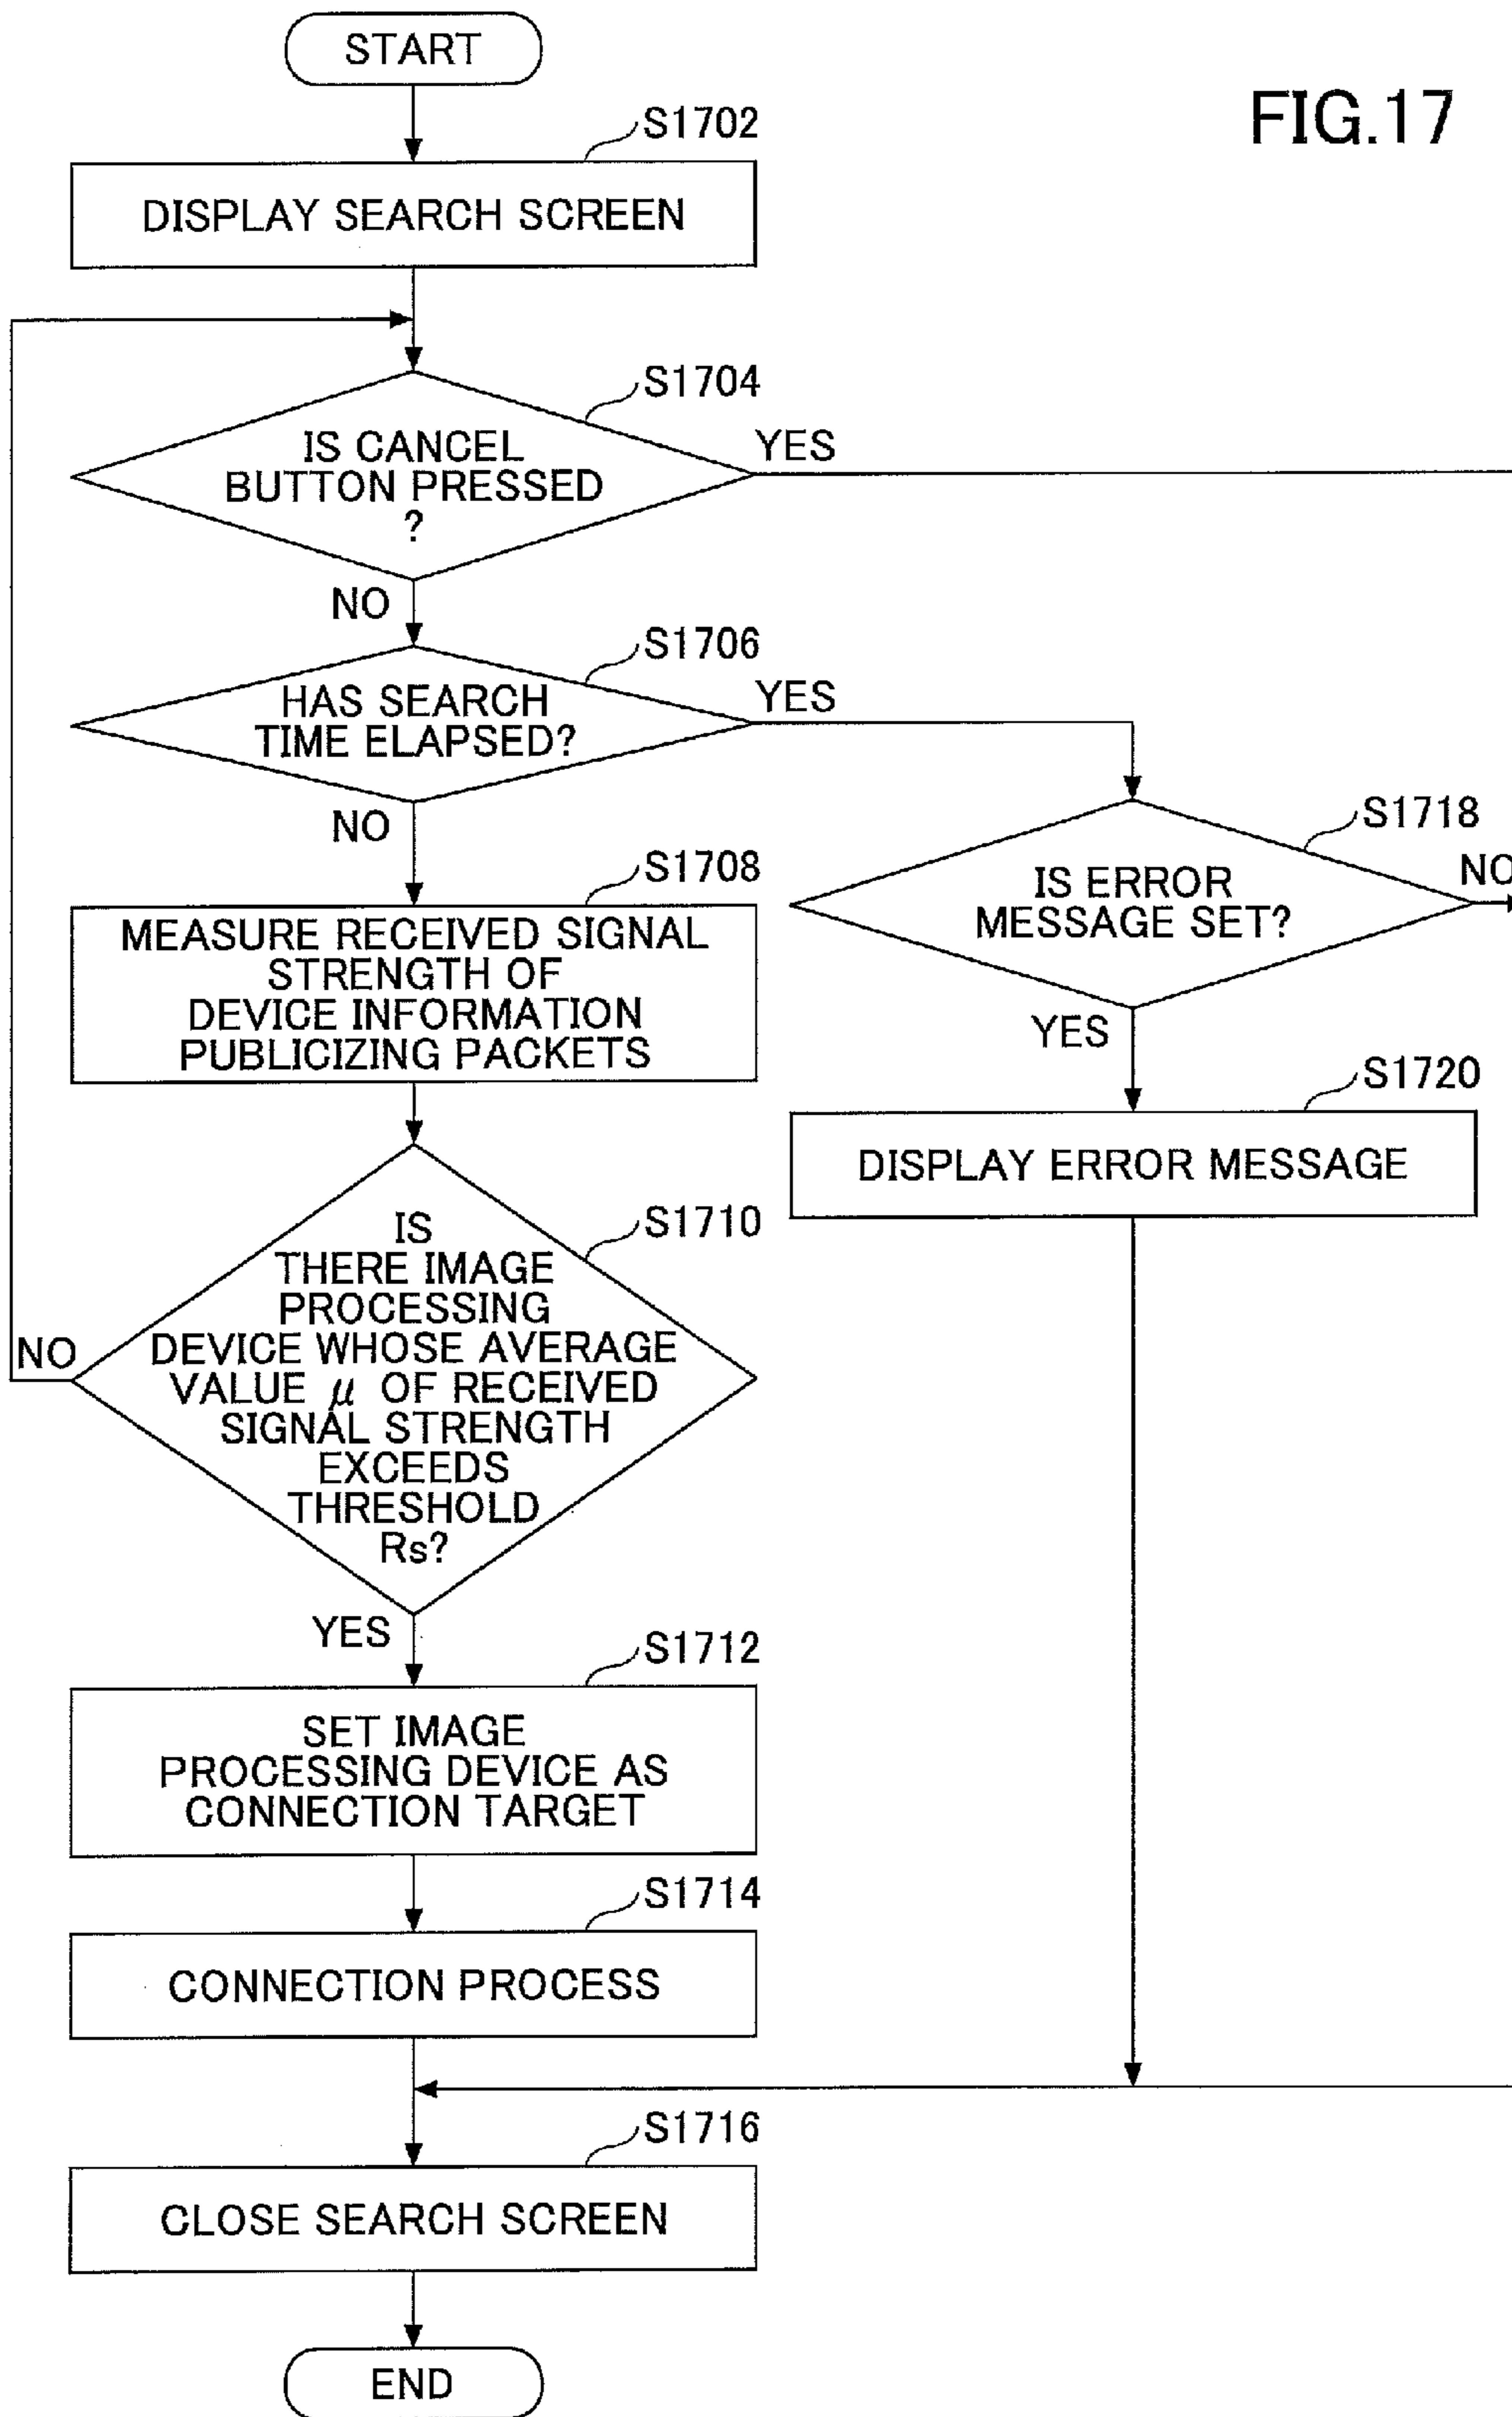 START
FIG.17
S1702
DISPLAY SEARCH SCREEN
S1704
IS CANCEL
BUTTON PRESSED
?
YES
NO
S1706
HAS SEARCH
TIME ELAPSED?
YES
NO
S1718
IS ERROR
MESSAGE SET?
NO
YES
S1708
MEASURE RECEIVED SIGNAL
STRENGTH OF
DEVICE INFORMATION
PUBLICIZING PACKETS
S1720
DISPLAY ERROR MESSAGE
S1710
IS
THERE IMAGE
PROCESSING
DEVICE WHOSE AVERAGE
VALUE μ OF RECEIVED
SIGNAL STRENGTH
EXCEEDS
THRESHOLD
Rs?
NO
YES
S1712
SET IMAGE
PROCESSING DEVICE AS
CONNECTION TARGET
S1714
CONNECTION PROCESS
S1716
CLOSE SEARCH SCREEN
END